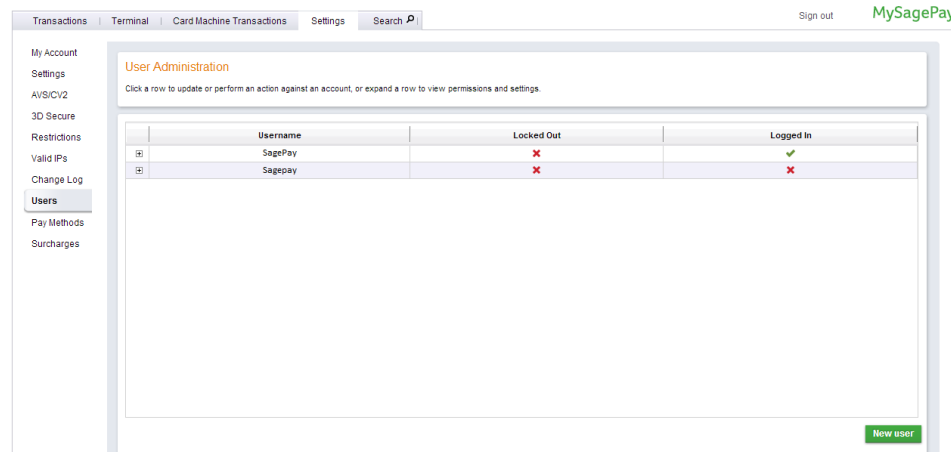 Transactions | Terminal | Card Machine Transactions Settings Search Sign out MySagePay
My Account
Settings
AVS/CV2
3D Secure
Restrictions
Valid IPs
Change Log
Users
Pay Methods
Surcharges
User Administration
Click a row to update or perform an action against an account, or expand a row to view permissions and settings.
Username Locked Out Logged In
SagePay
Sagepay
New user